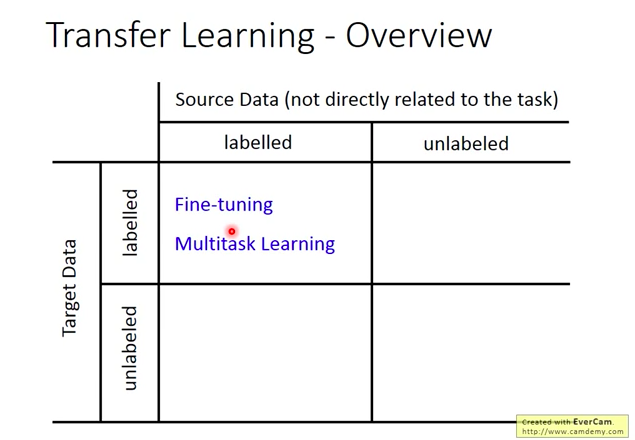 Transfer Learning - Overview
Source Data (not directly related to the task)
labelled
unlabeled
Target Data
labelled
Fine-tuning
Multitask Learning
unlabeled
Created with EverCam.
http://www.camdemy.com